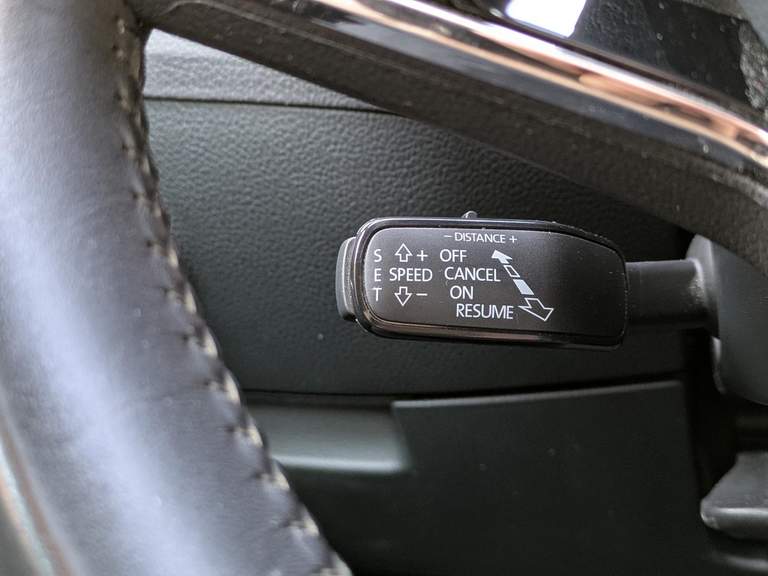 - DISTANCE +
S ⇧ + OFF
E SPEED CANCEL
T ⇩ - ON
RESUME